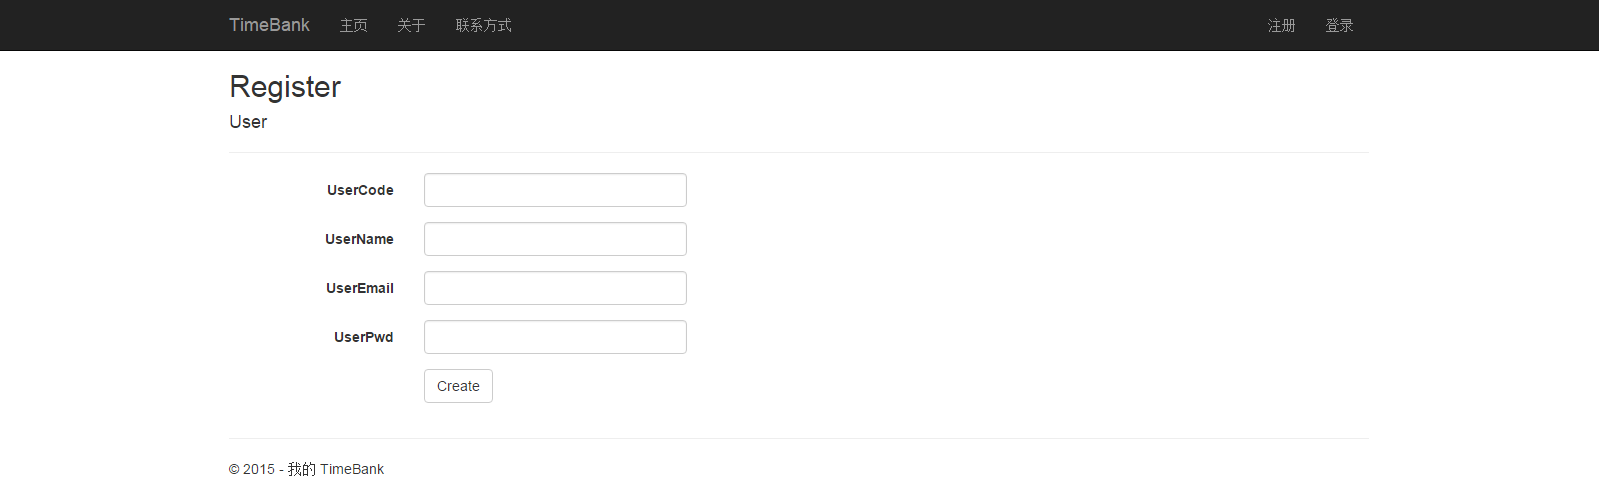 TimeBank 主页 关于 联系方式 注册 登录
Register
User
UserCode
UserName
UserEmail
UserPwd
Create
© 2015 - 我的 TimeBank